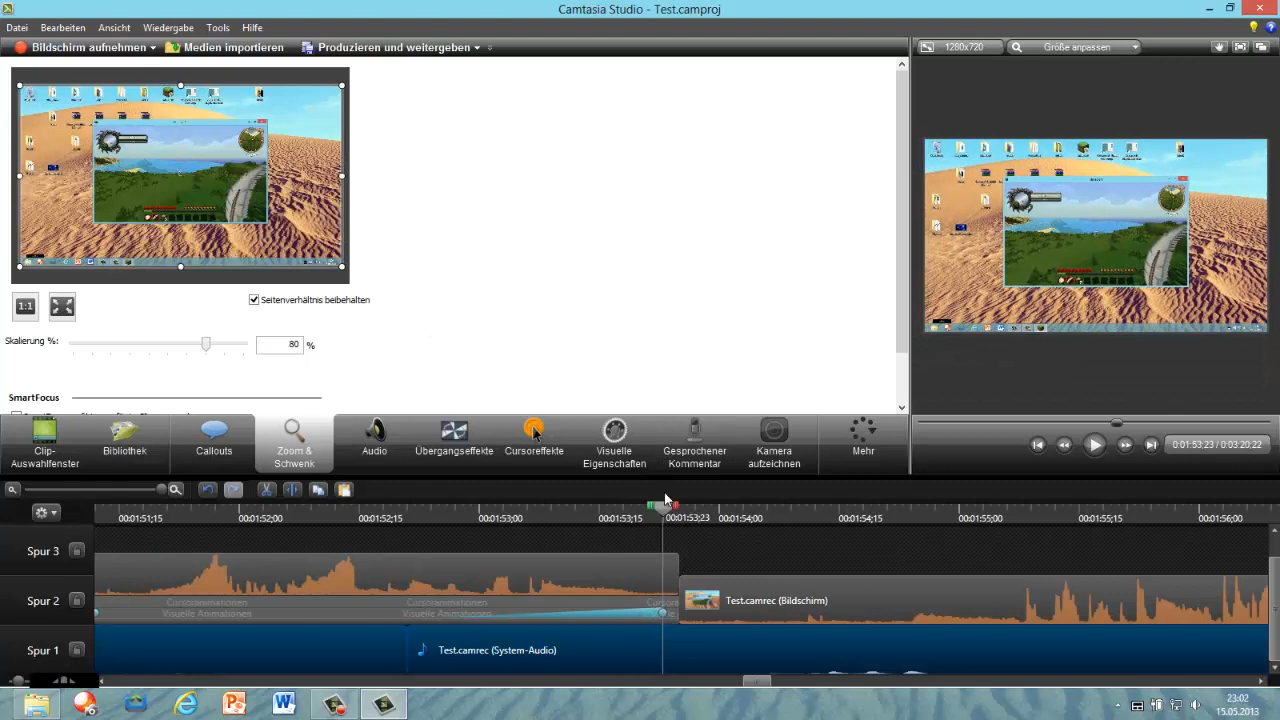 Camtasia Studio - Test.camproj
Datei Bearbeiten Ansicht Wiedergabe Tools Hilfe
Bildschirm aufnehmen Medien importieren Produzieren und weitergeben
1280x720 Größe anpassen
1:1
Seitenverhältnis beibehalten
Skalierung %: 80 %
SmartFocus
Clip-Auswahlfenster
Bibliothek
Callouts
Zoom & Schwenk
Audio
Übergangseffekte
Cursoreffekte
Visuelle Eigenschaften
Gesprochener Kommentar
Kamera aufzeichnen
Mehr
0:01:53;23 / 0:03:20;22
00:01:51;15 00:01:52;00 00:01:52;15 00:01:53;00 00:01:53;15 00:01:53;23 00:01:54;00 00:01:54;15 00:01:55;00 00:01:55;15 00:01:56;00
Spur 3
Spur 2
Cursoranimationen Cursoranimationen
Visuelle Animationen Visuelle Animationen
Test.camrec (Bildschirm)
Spur 1
Test.camrec (System-Audio)
23:02
15.05.2013